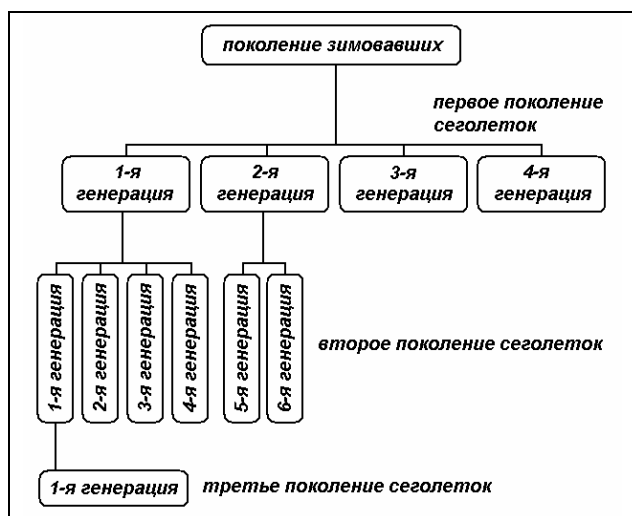 поколение зимовавших
первое поколение
сеголеток
1-я
генерация
2-я
генерация
3-я
генерация
4-я
генерация
1-я генерация
2-я генерация
3-я генерация
4-я генерация
5-я генерация
6-я генерация
второе поколение сеголеток
1-я генерация
третье поколение сеголеток